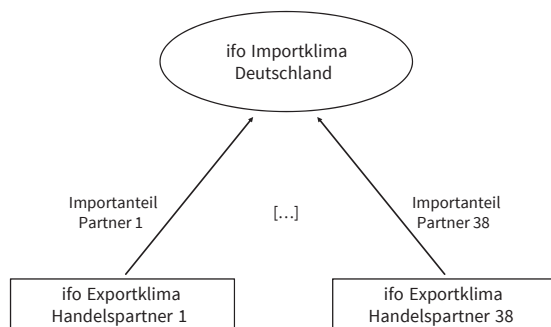 ifo Importklima
Deutschland
Importanteil
Partner 1
[...]
Importanteil
Partner 38
ifo Exportklima
Handelspartner 1
ifo Exportklima
Handelspartner 38